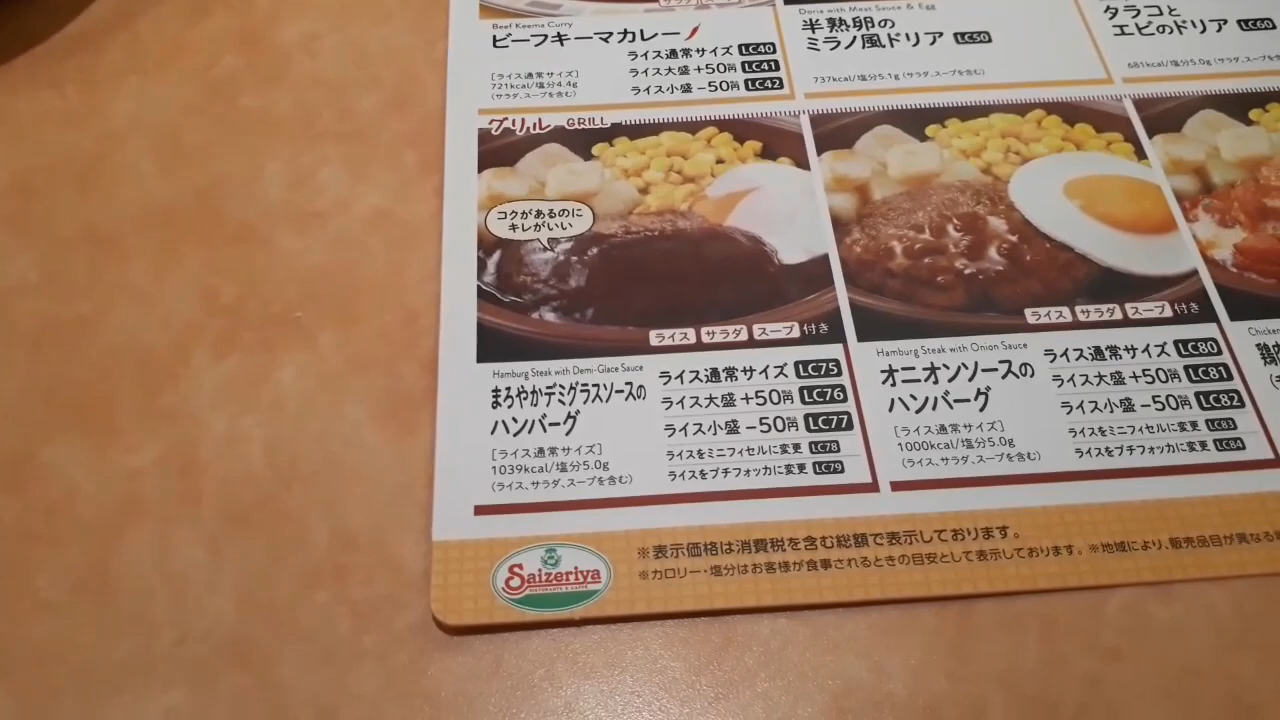 サラダ スープ
Beef Keema Curry
ビーフキーマカレー
ライス通常サイズ LC40
ライス大盛+50円 LC41
ライス小盛-50円 LC42
[ライス通常サイズ]
721kcal/塩分4.4g
(サラダ、スープを含む)
Doria with Meat Sauce & Egg
半熟卵の
ミラノ風ドリア LC50
737kcal/塩分5.1g (サラダ、スープを含む)
タラコと
エビのドリア LC60
681kcal/塩分5.0g (サラダ、スープを含
グリル GRILL
コクがあるのに
キレがいい
ライス サラダ スープ 付き
Hamburg Steak with Demi-Glace Sauce
まろやかデミグラスソースの
ハンバーグ
[ライス通常サイズ]
1039kcal/塩分5.0g
(ライス、サラダ、スープを含む)
ライス通常サイズ LC75
ライス大盛+50円 LC76
ライス小盛-50円 LC77
ライスをミニフィセルに変更 LC78
ライスをプチフォッカに変更 LC79
ライス サラダ スープ 付き
Hamburg Steak with Onion Sauce
オニオンソースの
ハンバーグ
[ライス通常サイズ]
1000kcal/塩分5.0g
(ライス、サラダ、スープを含む)
ライス通常サイズ LC80
ライス大盛+50円 LC81
ライス小盛-50円 LC82
ライスをミニフィセルに変更 LC83
ライスをプチフォッカに変更 LC84
Chicken
鶏肉
Saizeriya
RISTORANTE E CAFFÈ
※表示価格は消費税を含む総額で表示しております。
※カロリー・塩分はお客様が食事されるときの目安として表示しております。※地域により、販売品目が異なる